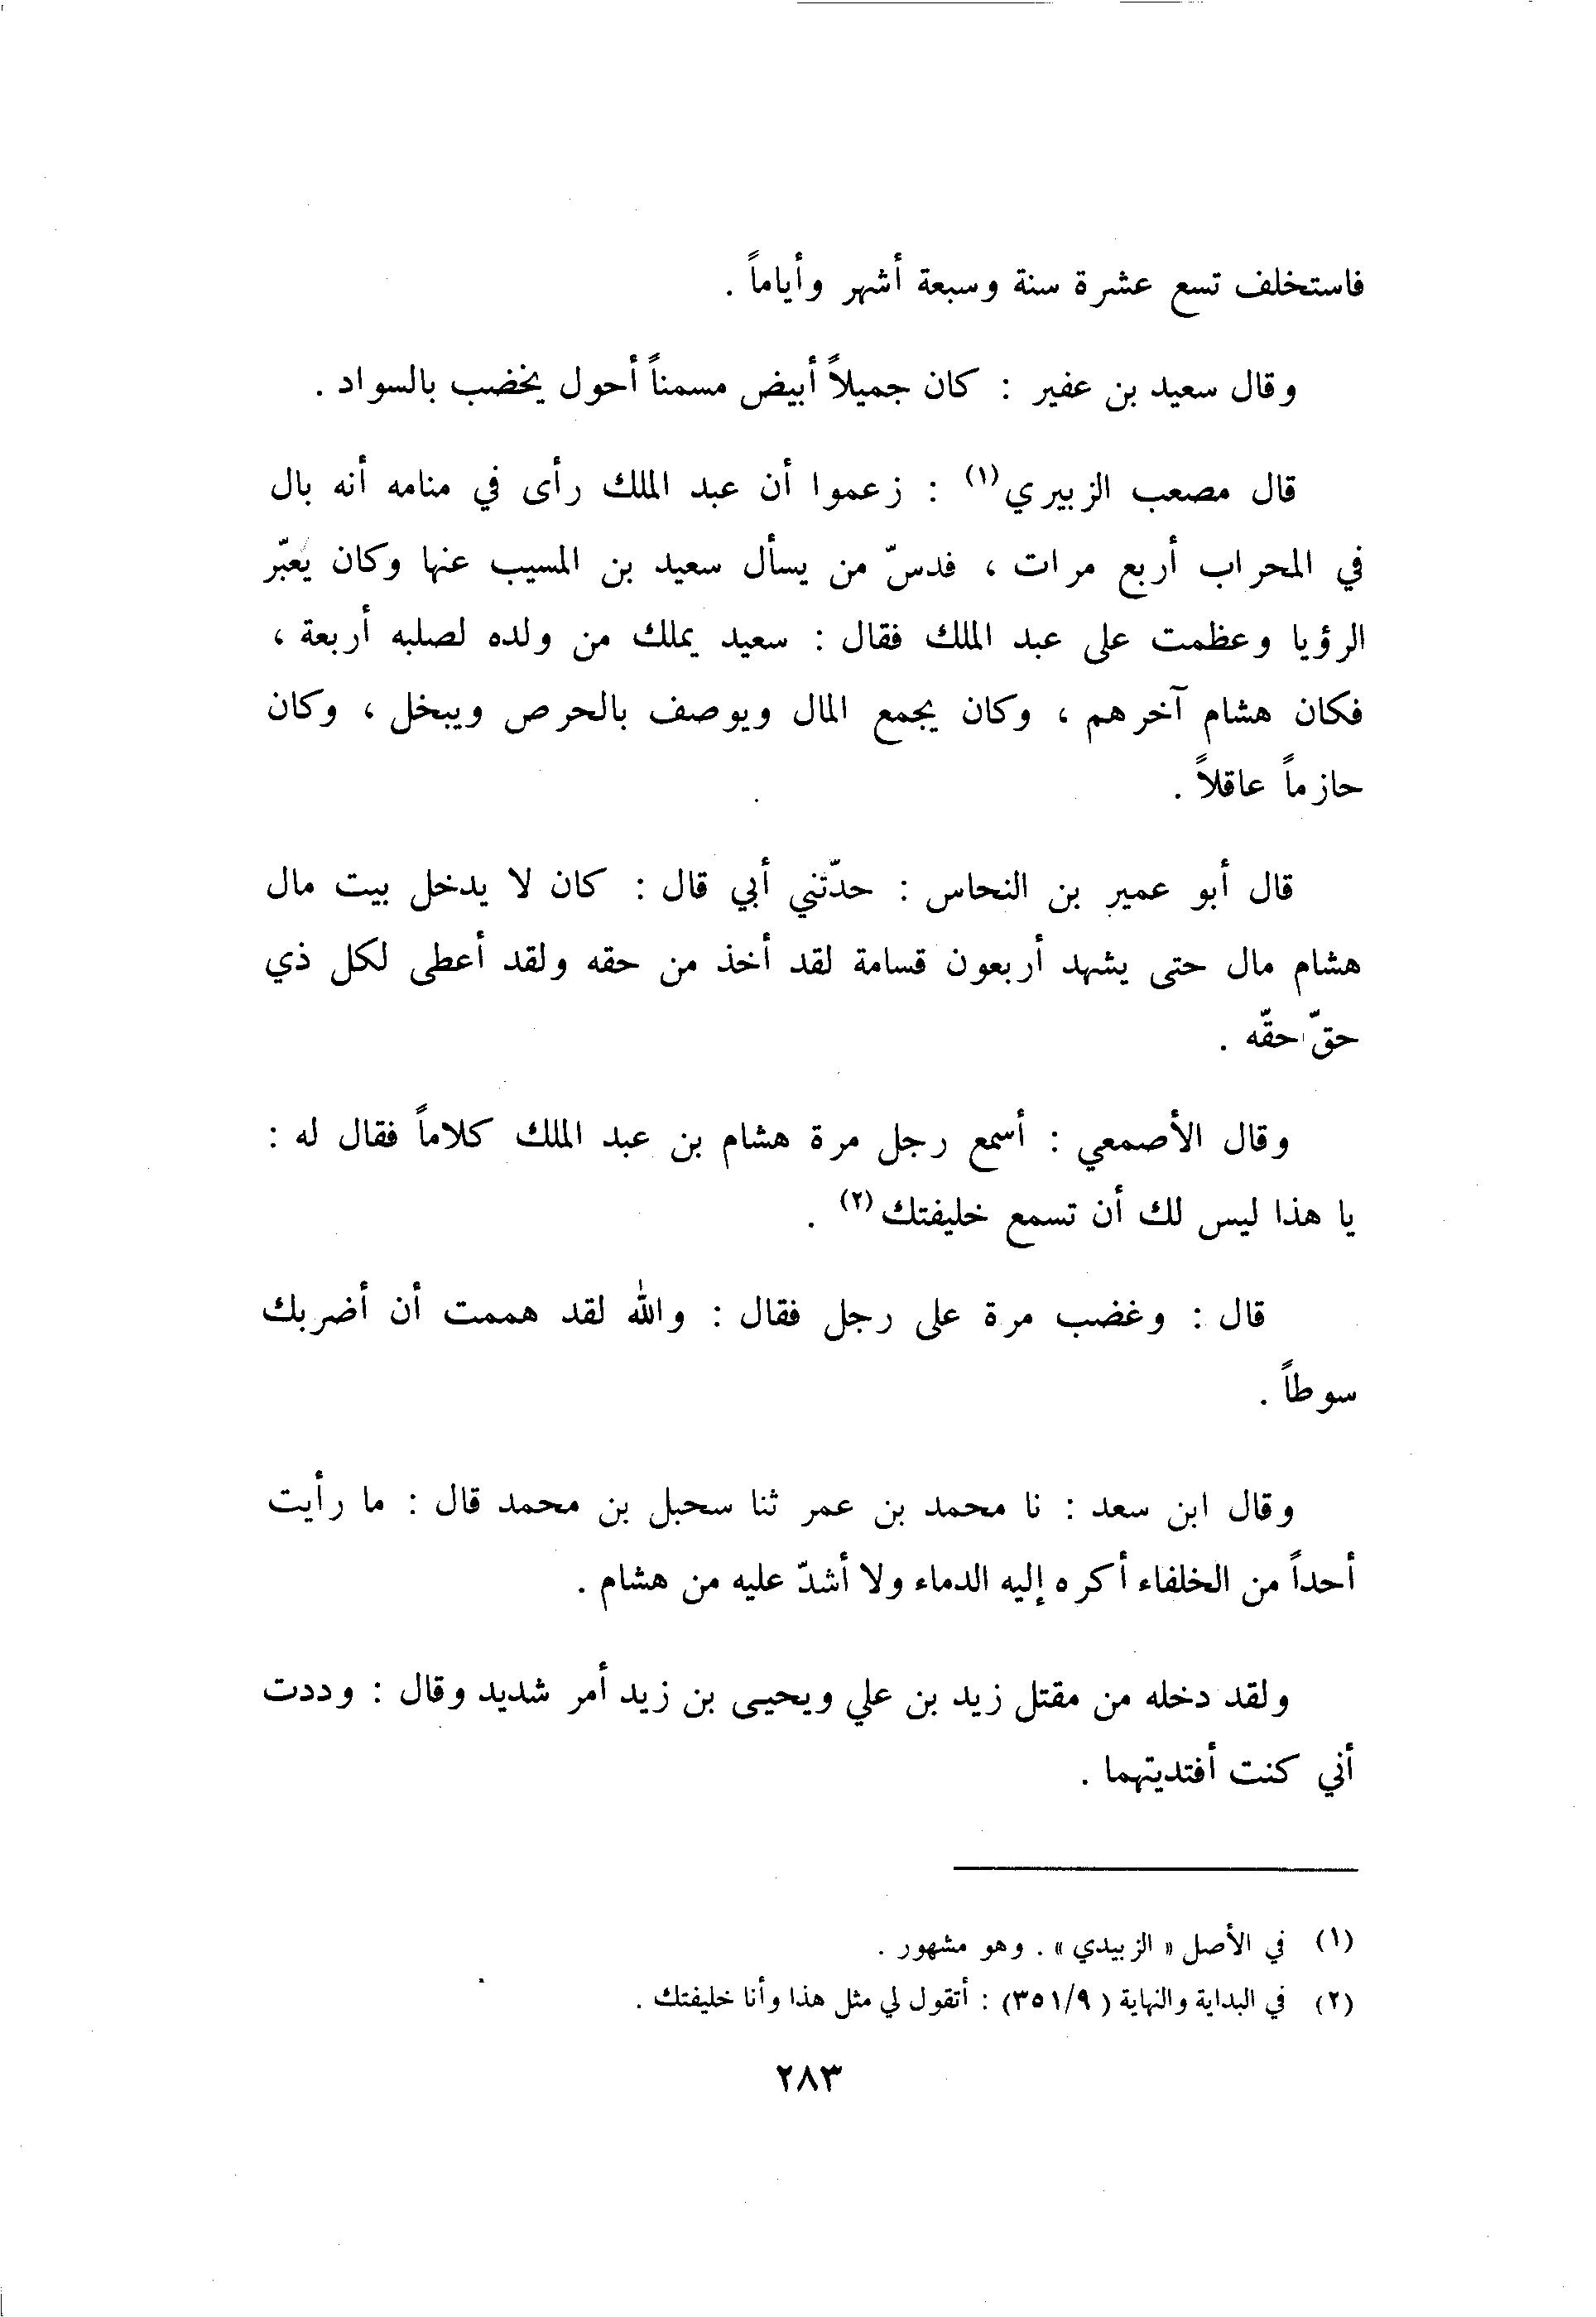 فاستخلف تسع عشرة سنة وسبعة أشهر وأياماً .
وقال سعيد بن عفير : كان جميلاً أبيض مسمناً أحول يخضب بالسواد .
قال مصعب الزبيري(١) : زعموا أن عبد الملك رأى في منامه أنه بال
في المحراب أربع مرات ، فدسّ من يسأل سعيد بن المسيب عنها وكان يَعبّر
الرؤيا وعظمت على عبد الملك فقال : سعيد يملك من ولده لصلبه أربعة ،
فكان هشام آخرهم ، وكان يجمع المال ويوصف بالحرص ويبخل ، وكان
حازماً عاقلاً .
قال أبو عمير بن النحاس : حدّثني أبي قال : كان لا يدخل بيت مال
هشام مال حتى يشهد أربعون قسامة لقد أخذ من حقه ولقد أعطى لكل ذي
حقّ حقّه .
وقال الأصمعي : أسمع رجل مرة هشام بن عبد الملك كلاماً فقال له :
يا هذا ليس لك أن تسمع خليفتك(٢) .
قال : وغضب مرة على رجل فقال : والله لقد هممت أن أضربك
سوطاً .
وقال ابن سعد : نا محمد بن عمر ثنا سحبل بن محمد قال : ما رأيت
أحداً من الخلفاء أكره إليه الدماء ولا أشدّ عليه من هشام .
ولقد دخله من مقتل زيد بن علي ويحيى بن زيد أمر شديد وقال : وددت
أني كنت أفتديتهما .
(١) في الأصل « الزبيدي » . وهو مشهور .
(٢) في البداية والنهاية ( ٣٥١/٩) : أتقول لي مثل هذا وأنا خليفتك .
٢٨٣